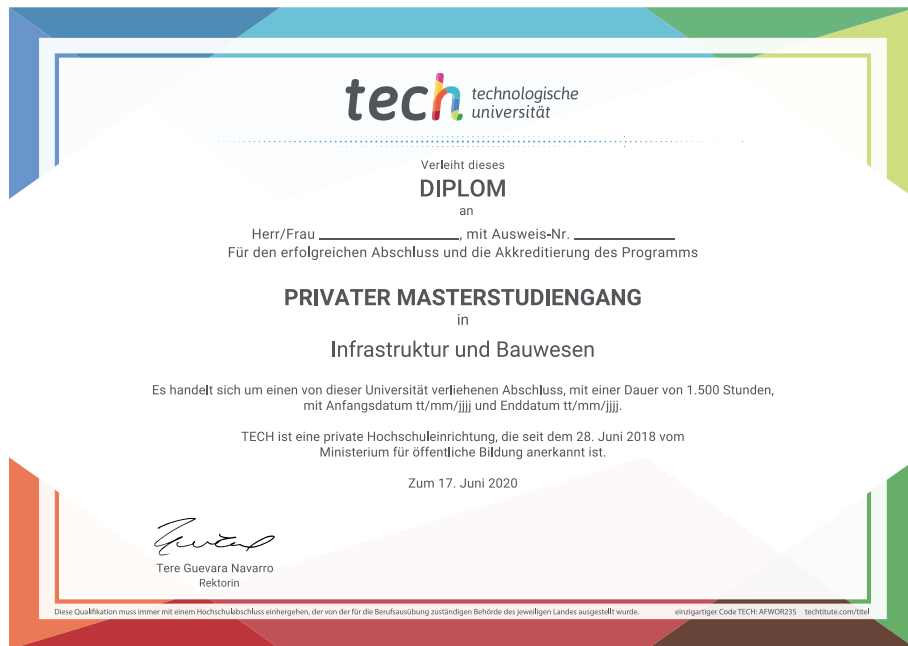 tech technologische
universität
Verleiht dieses
DIPLOM
an
Herr/Frau ____________________, mit Ausweis-Nr. ______________
Für den erfolgreichen Abschluss und die Akkreditierung des Programms
PRIVATER MASTERSTUDIENGANG
in
Infrastruktur und Bauwesen
Es handelt sich um einen von dieser Universität verliehenen Abschluss, mit einer Dauer von 1.500 Stunden,
mit Anfangsdatum tt/mm/jjjj und Enddatum tt/mm/jjjj.
TECH ist eine private Hochschuleinrichtung, die seit dem 28. Juni 2018 vom
Ministerium für öffentliche Bildung anerkannt ist.
Zum 17. Juni 2020
Tere Guevara Navarro
Rektorin
Diese Qualifikation muss immer mit einem Hochschulabschluss einhergehen, der von der für die Berufsausübung zuständigen Behörde des jeweiligen Landes ausgestellt wurde. einzigartiger Code TECH: AFWOR23S techtitute.com/titel